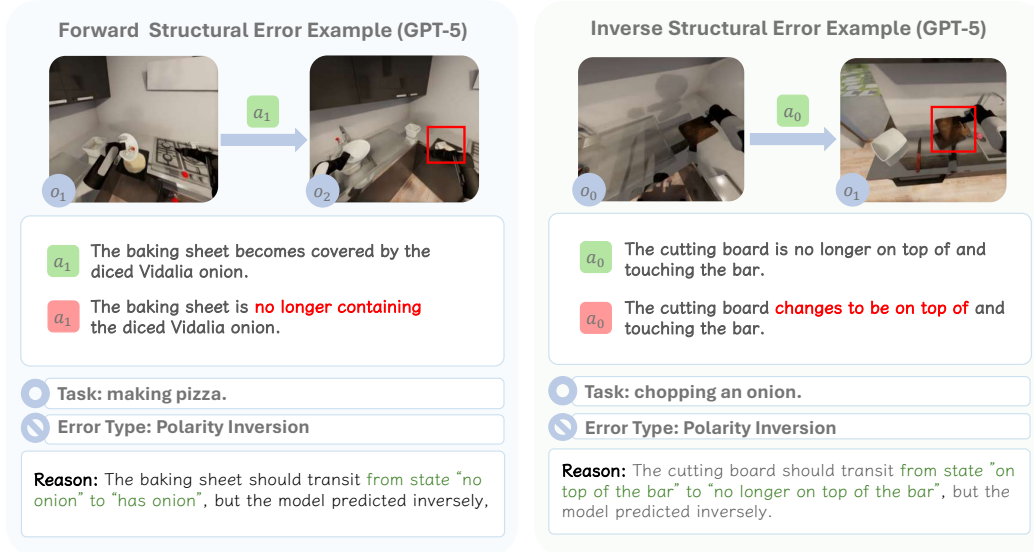 Forward Structural Error Example (GPT-5)
a1
o1
o2
a1 The baking sheet becomes covered by the
diced Vidalia onion.
a1 The baking sheet is no longer containing
the diced Vidalia onion.
Task: making pizza.
Error Type: Polarity Inversion
Reason: The baking sheet should transit from state “no
onion” to “has onion”, but the model predicted inversely,
Inverse Structural Error Example (GPT-5)
a0
o0
o1
a0 The cutting board is no longer on top of and
touching the bar.
a0 The cutting board changes to be on top of and
touching the bar.
Task: chopping an onion.
Error Type: Polarity Inversion
Reason: The cutting board should transit from state ”on
top of the bar” to “no longer on top of the bar”, but the
model predicted inversely.